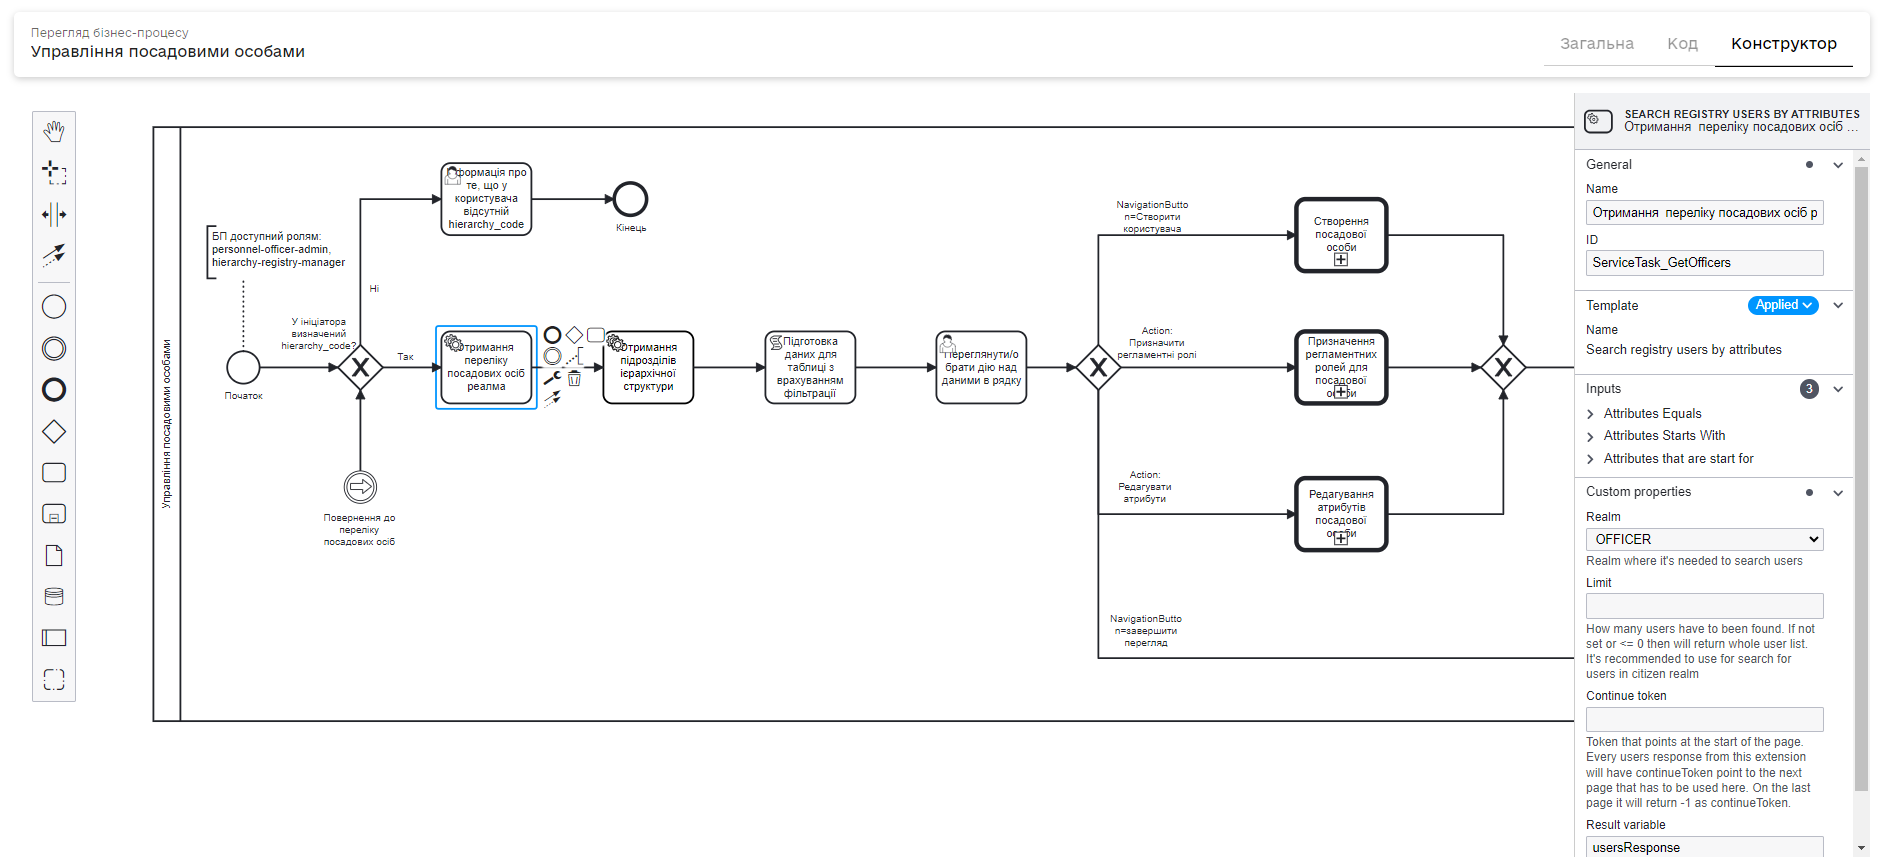 Перегляд бізнес-процесу
Управління посадовими особами
Загальна
Код
Конструктор
Управління посадовими особами
БП доступний ролям:
personnel-officer-admin,
hierarchy-registry-manager
Початок
У ініціатора
визначений
hierarchy_code?
Ні
Так
формація про
те, що у
користувача
відсутній
hierarchy_code
Кінець
Повернення до
переліку
посадових осіб
тримання
переліку
посадових осіб
реалма
тримання
підрозділів
ієрархічної
структури
Підготовка
даних для
таблиці з
врахуванням
фільтрації
ереглянути/о
брати дію над
даними в рядку
NavigationButto
n=Створити
користувача
Action:
Призначити
регламентні ролі
Action:
Редагувати
атрибути
NavigationButto
n=завершити
перегляд
Створення
посадової
особи
Призначення
регламентних
ролей для
посадової
Редагування
атрибутів
посадової
SEARCH REGISTRY USERS BY ATTRIBUTES
Отримання  переліку посадових осіб ...
General
Name
Отримання  переліку посадових осіб р
ID
ServiceTask_GetOfficers
Template
Applied
Name
Search registry users by attributes
Inputs
3
Attributes Equals
Attributes Starts With
Attributes that are start for
Custom properties
Realm
OFFICER
Realm where it's needed to search users
Limit
How many users have to been found. If not
set or <= 0 then will return whole user list.
It's recommended to use for search for
users in citizen realm
Continue token
Token that points at the start of the page.
Every users response from this extension
will have continueToken point to the next
page that has to be used here. On the last
page it will return -1 as continueToken.
Result variable
usersResponse